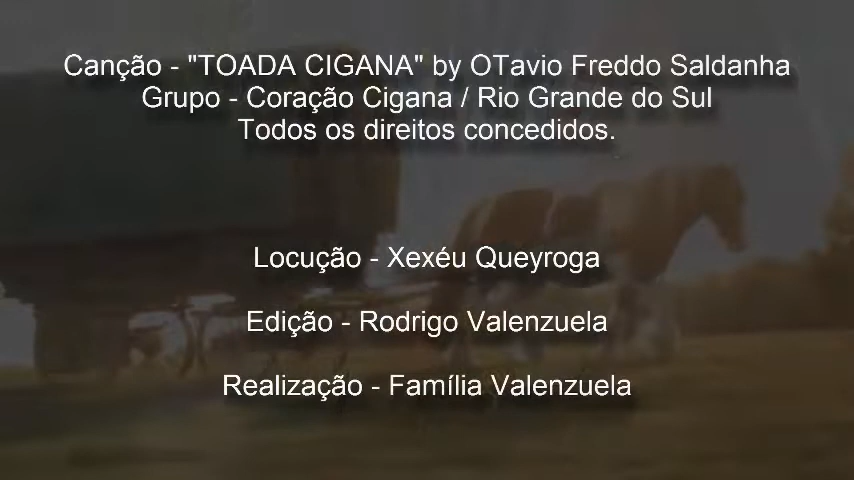 Canção - "TOADA CIGANA" by OTavio Freddo Saldanha
Grupo - Coração Cigana / Rio Grande do Sul
Todos os direitos concedidos.
Locução - Xexéu Queyroga
Edição - Rodrigo Valenzuela
Realização - Família Valenzuela